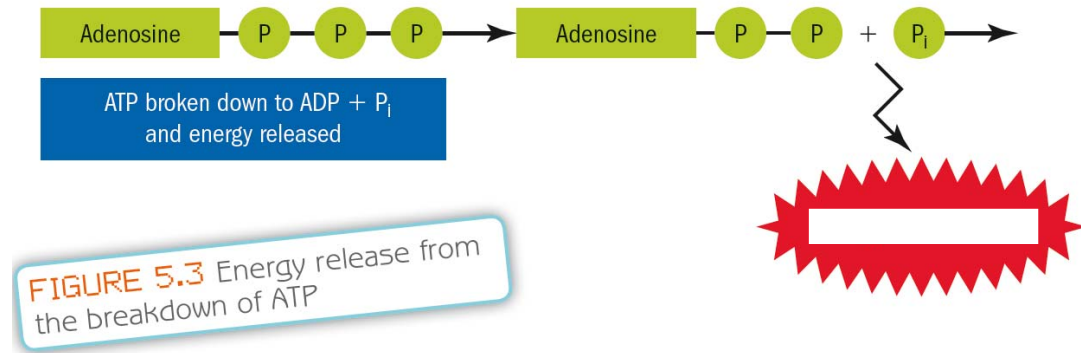 Adenosine P P P Adenosine P P + Pi
ATP broken down to ADP + Pi
and energy released
FIGURE 5.3 Energy release from
the breakdown of ATP